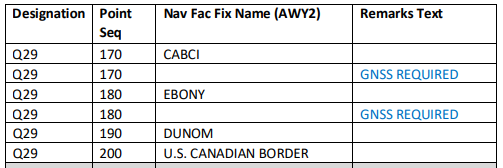 Designation Point Seq Nav Fac Fix Name (AWY2) Remarks Text
Q29 170 CABCI
Q29 170 GNSS REQUIRED
Q29 180 EBONY
Q29 180 GNSS REQUIRED
Q29 190 DUNOM
Q29 200 U.S. CANADIAN BORDER